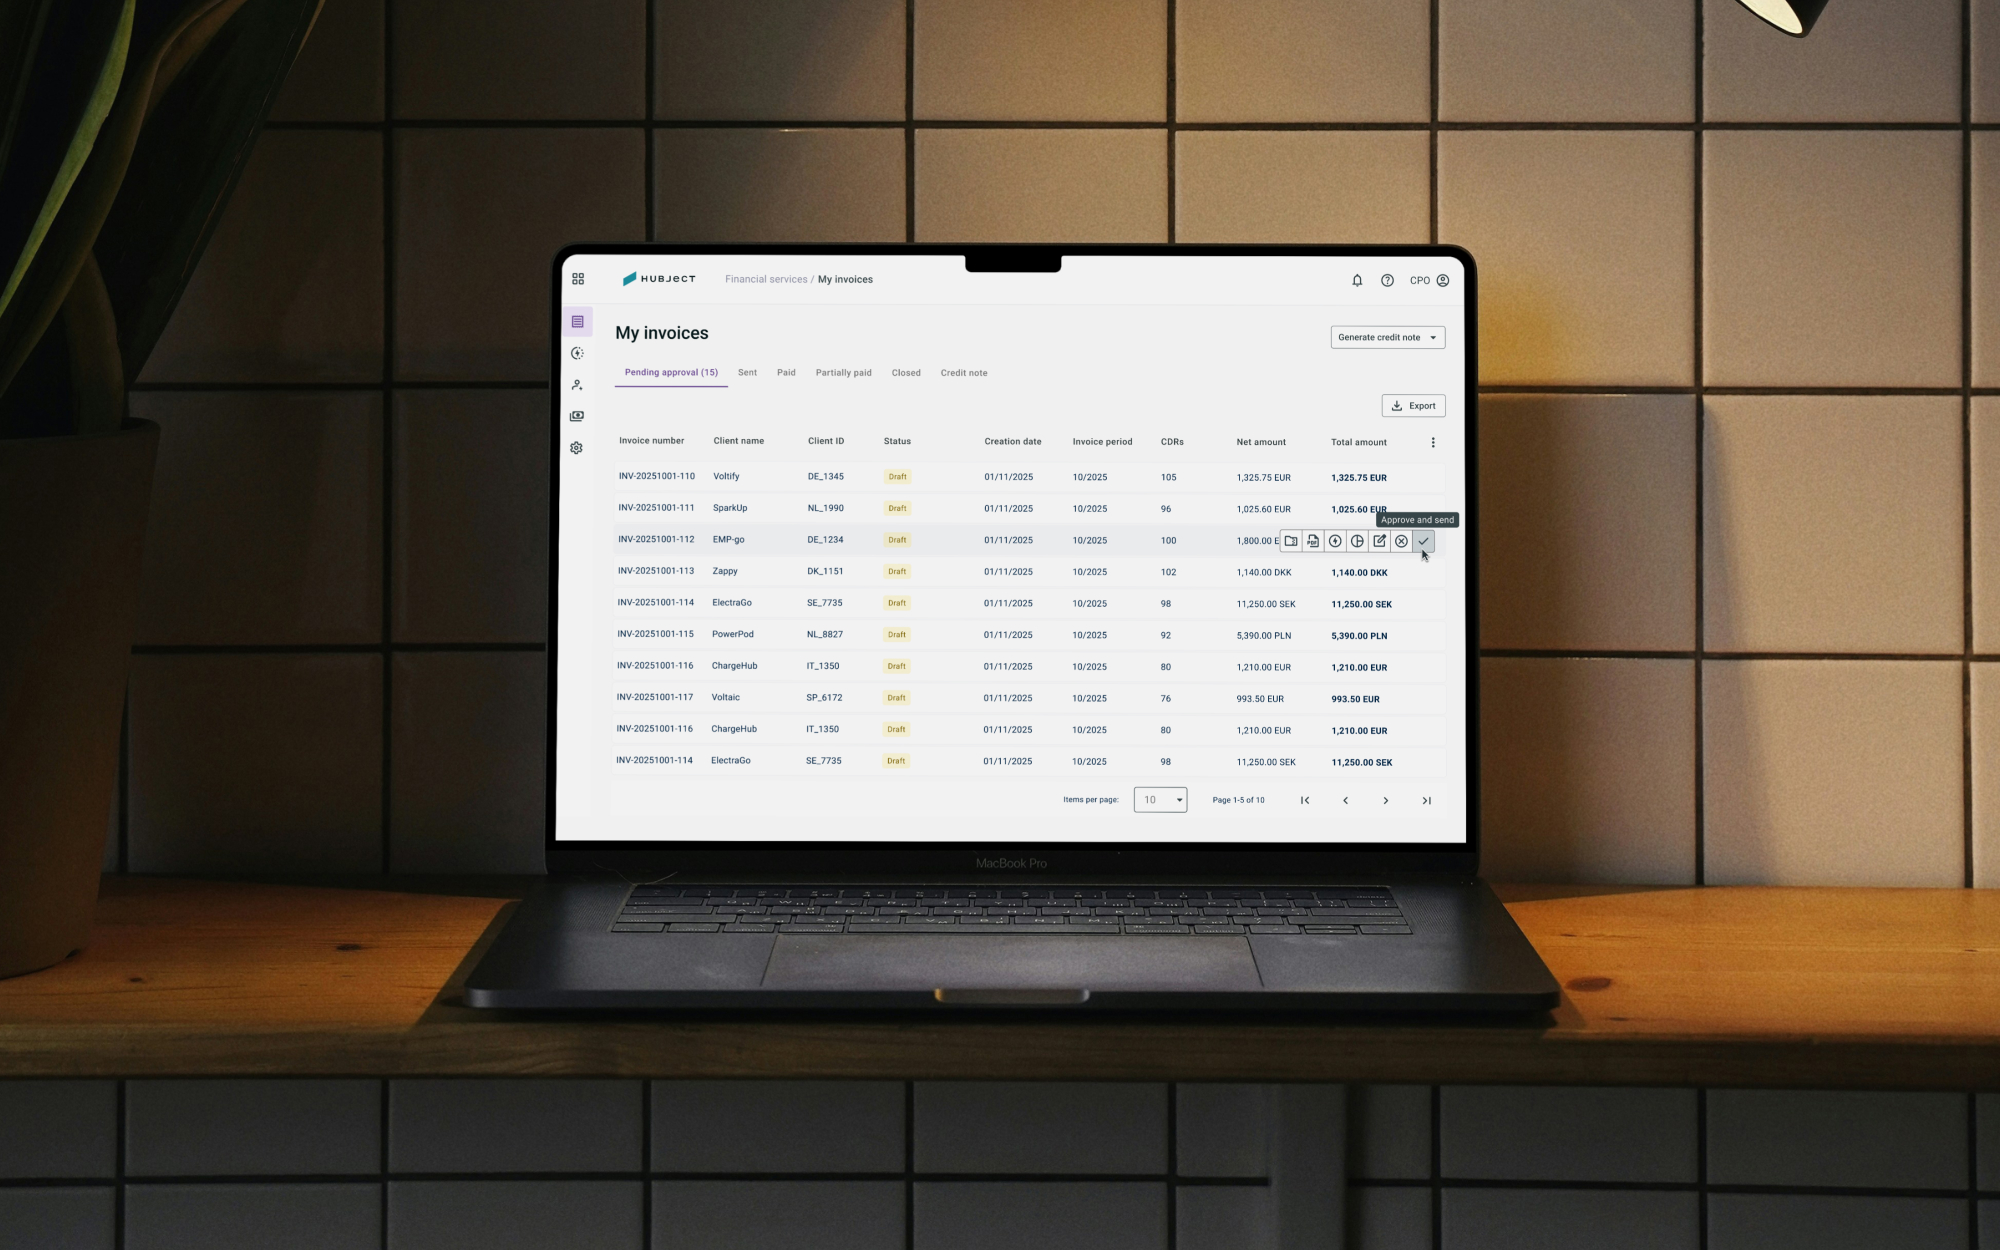 HUBJECT
Financial services / My invoices
CPO
My invoices
Generate credit note
Pending approval (15) Sent Paid Partially paid Closed Credit note
Export
Invoice number Client name Client ID Status Creation date Invoice period CDRs Net amount Total amount
INV-20251001-110 Voltify DE_1345 Draft 01/11/2025 10/2025 105 1,325.75 EUR 1,325.75 EUR
INV-20251001-111 SparkUp NL_1990 Draft 01/11/2025 10/2025 96 1,025.60 EUR 1,025.60 EUR
Approve and send
INV-20251001-112 EMP-go DE_1234 Draft 01/11/2025 10/2025 100 1,800.00 E
PDF
INV-20251001-113 Zappy DK_1151 Draft 01/11/2025 10/2025 102 1,140.00 DKK 1,140.00 DKK
INV-20251001-114 ElectraGo SE_7735 Draft 01/11/2025 10/2025 98 11,250.00 SEK 11,250.00 SEK
INV-20251001-115 PowerPod NL_8827 Draft 01/11/2025 10/2025 92 5,390.00 PLN 5,390.00 PLN
INV-20251001-116 ChargeHub IT_1350 Draft 01/11/2025 10/2025 80 1,210.00 EUR 1,210.00 EUR
INV-20251001-117 Voltaic SP_6172 Draft 01/11/2025 10/2025 76 993.50 EUR 993.50 EUR
INV-20251001-116 ChargeHub IT_1350 Draft 01/11/2025 10/2025 80 1,210.00 EUR 1,210.00 EUR
INV-20251001-114 ElectraGo SE_7735 Draft 01/11/2025 10/2025 98 11,250.00 SEK 11,250.00 SEK
Items per page: 10 Page 1-5 of 10
MacBook Pro